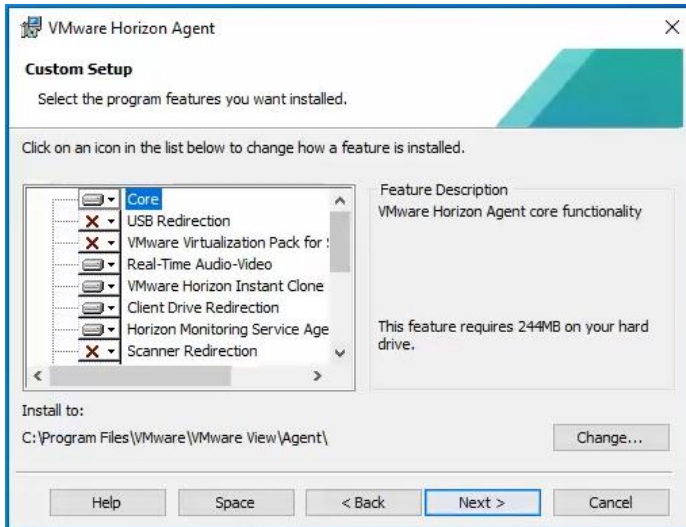 VMware Horizon Agent
Custom Setup
Select the program features you want installed.
Click on an icon in the list below to change how a feature is installed.
Core
USB Redirection
VMware Virtualization Pack for
Real-Time Audio-Video
VMware Horizon Instant Clone
Client Drive Redirection
Horizon Monitoring Service Age
Scanner Redirection
Feature Description
VMware Horizon Agent core functionality
This feature requires 244MB on your hard
drive.
Install to:
C:\Program Files\VMware\VMware View\Agent\
Change...
Help
Space
< Back
Next >
Cancel